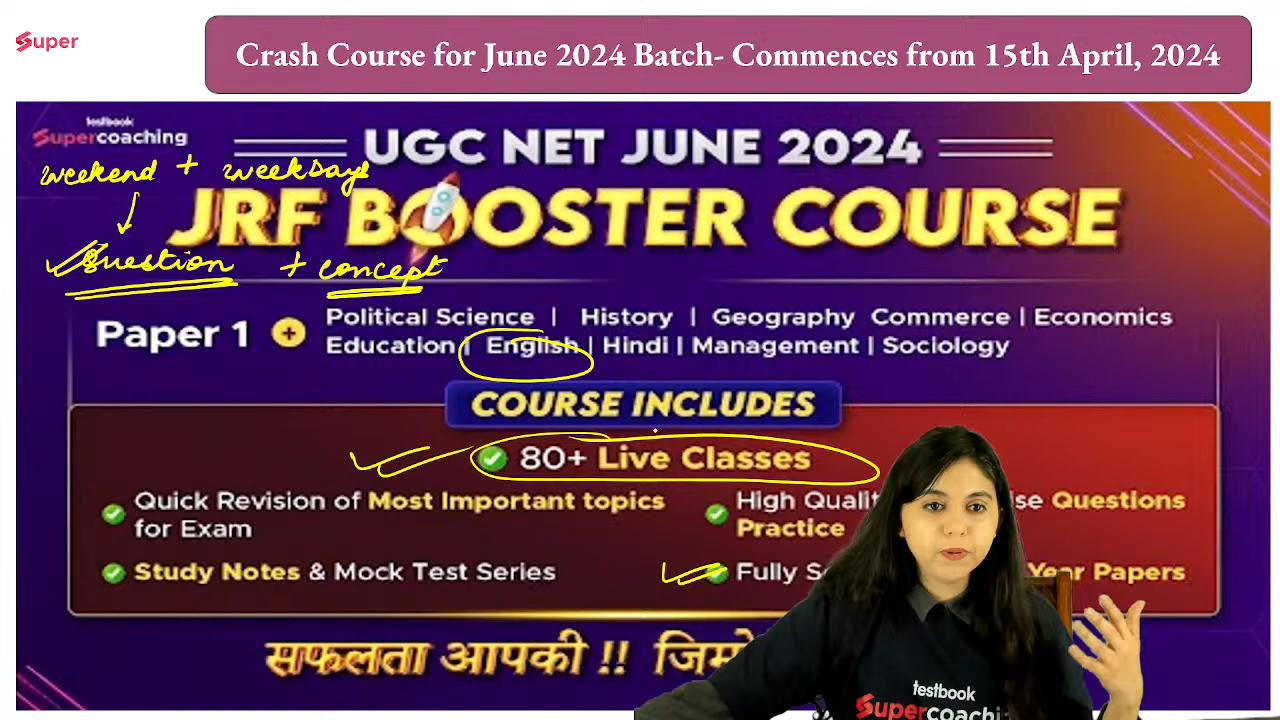 Super
Crash Course for June 2024 Batch- Commences from 15th April, 2024
testbook
Supercoaching
UGC NET JUNE 2024
weekend + weekDays
JRF BOOSTER COURSE
Question + concept
Paper 1 + Political Science | History | Geography Commerce | Economics
Education | English | Hindi | Management | Sociology
COURSE INCLUDES
80+ Live Classes
Quick Revision of Most Important topics
for Exam
High Qualit se Questions
Practice
Study Notes & Mock Test Series
Fully Year Papers
सफलता आपकी !!
testbook
Supercoaching